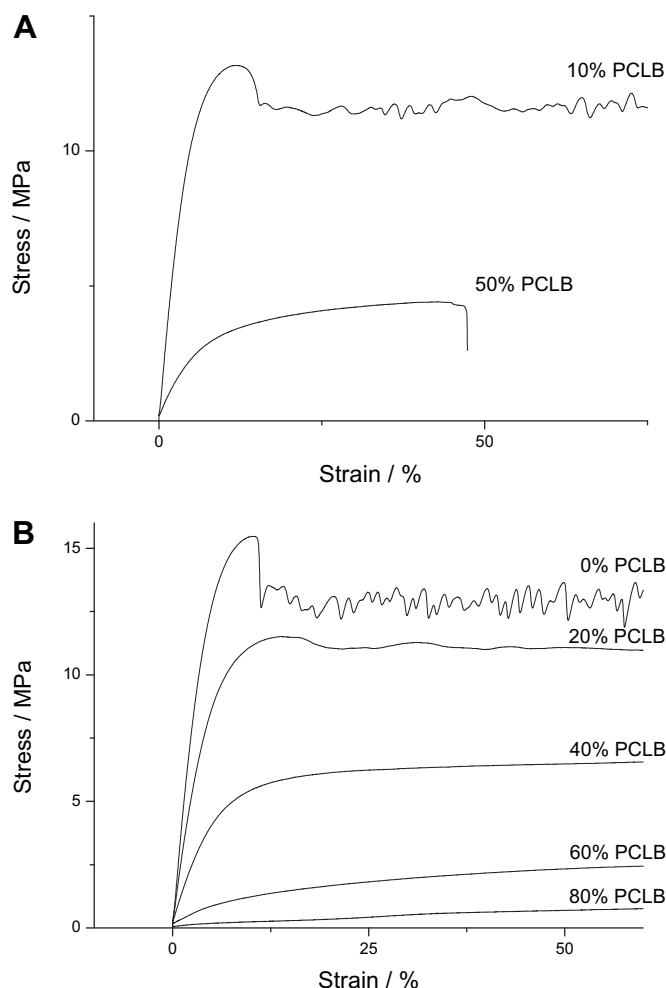 A
10% PCLB
10
Stress / MPa
50% PCLB
0
0
50
Strain / %
B
15
0% PCLB
20% PCLB
10
Stress / MPa
40% PCLB
5
60% PCLB
80% PCLB
0
0
25
50
Strain / %